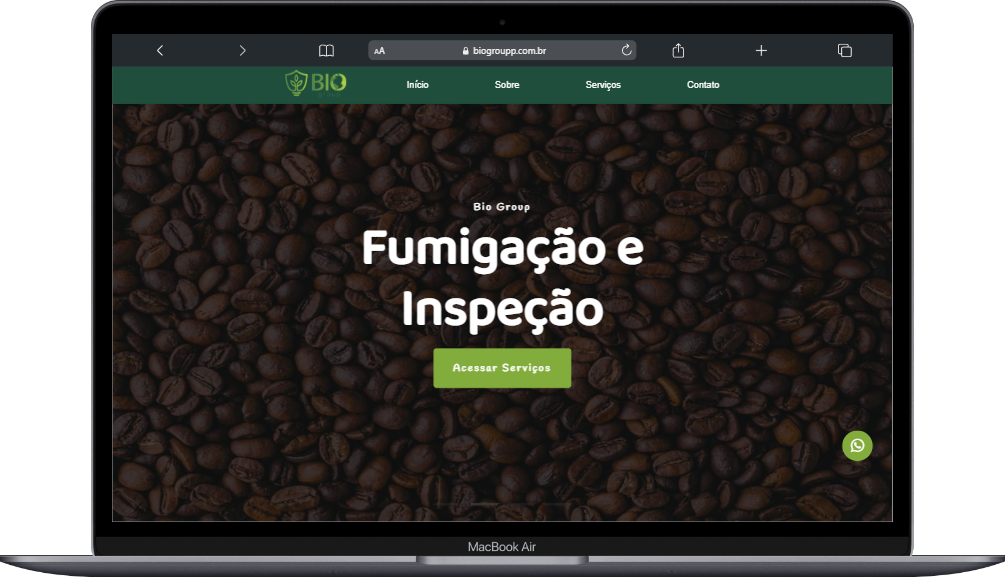 AA
biogroupp.com.br
BIO
Início
Sobre
Serviços
Contato
Bio Group
Fumigação e
Inspeção
Acessar Serviços
MacBook Air